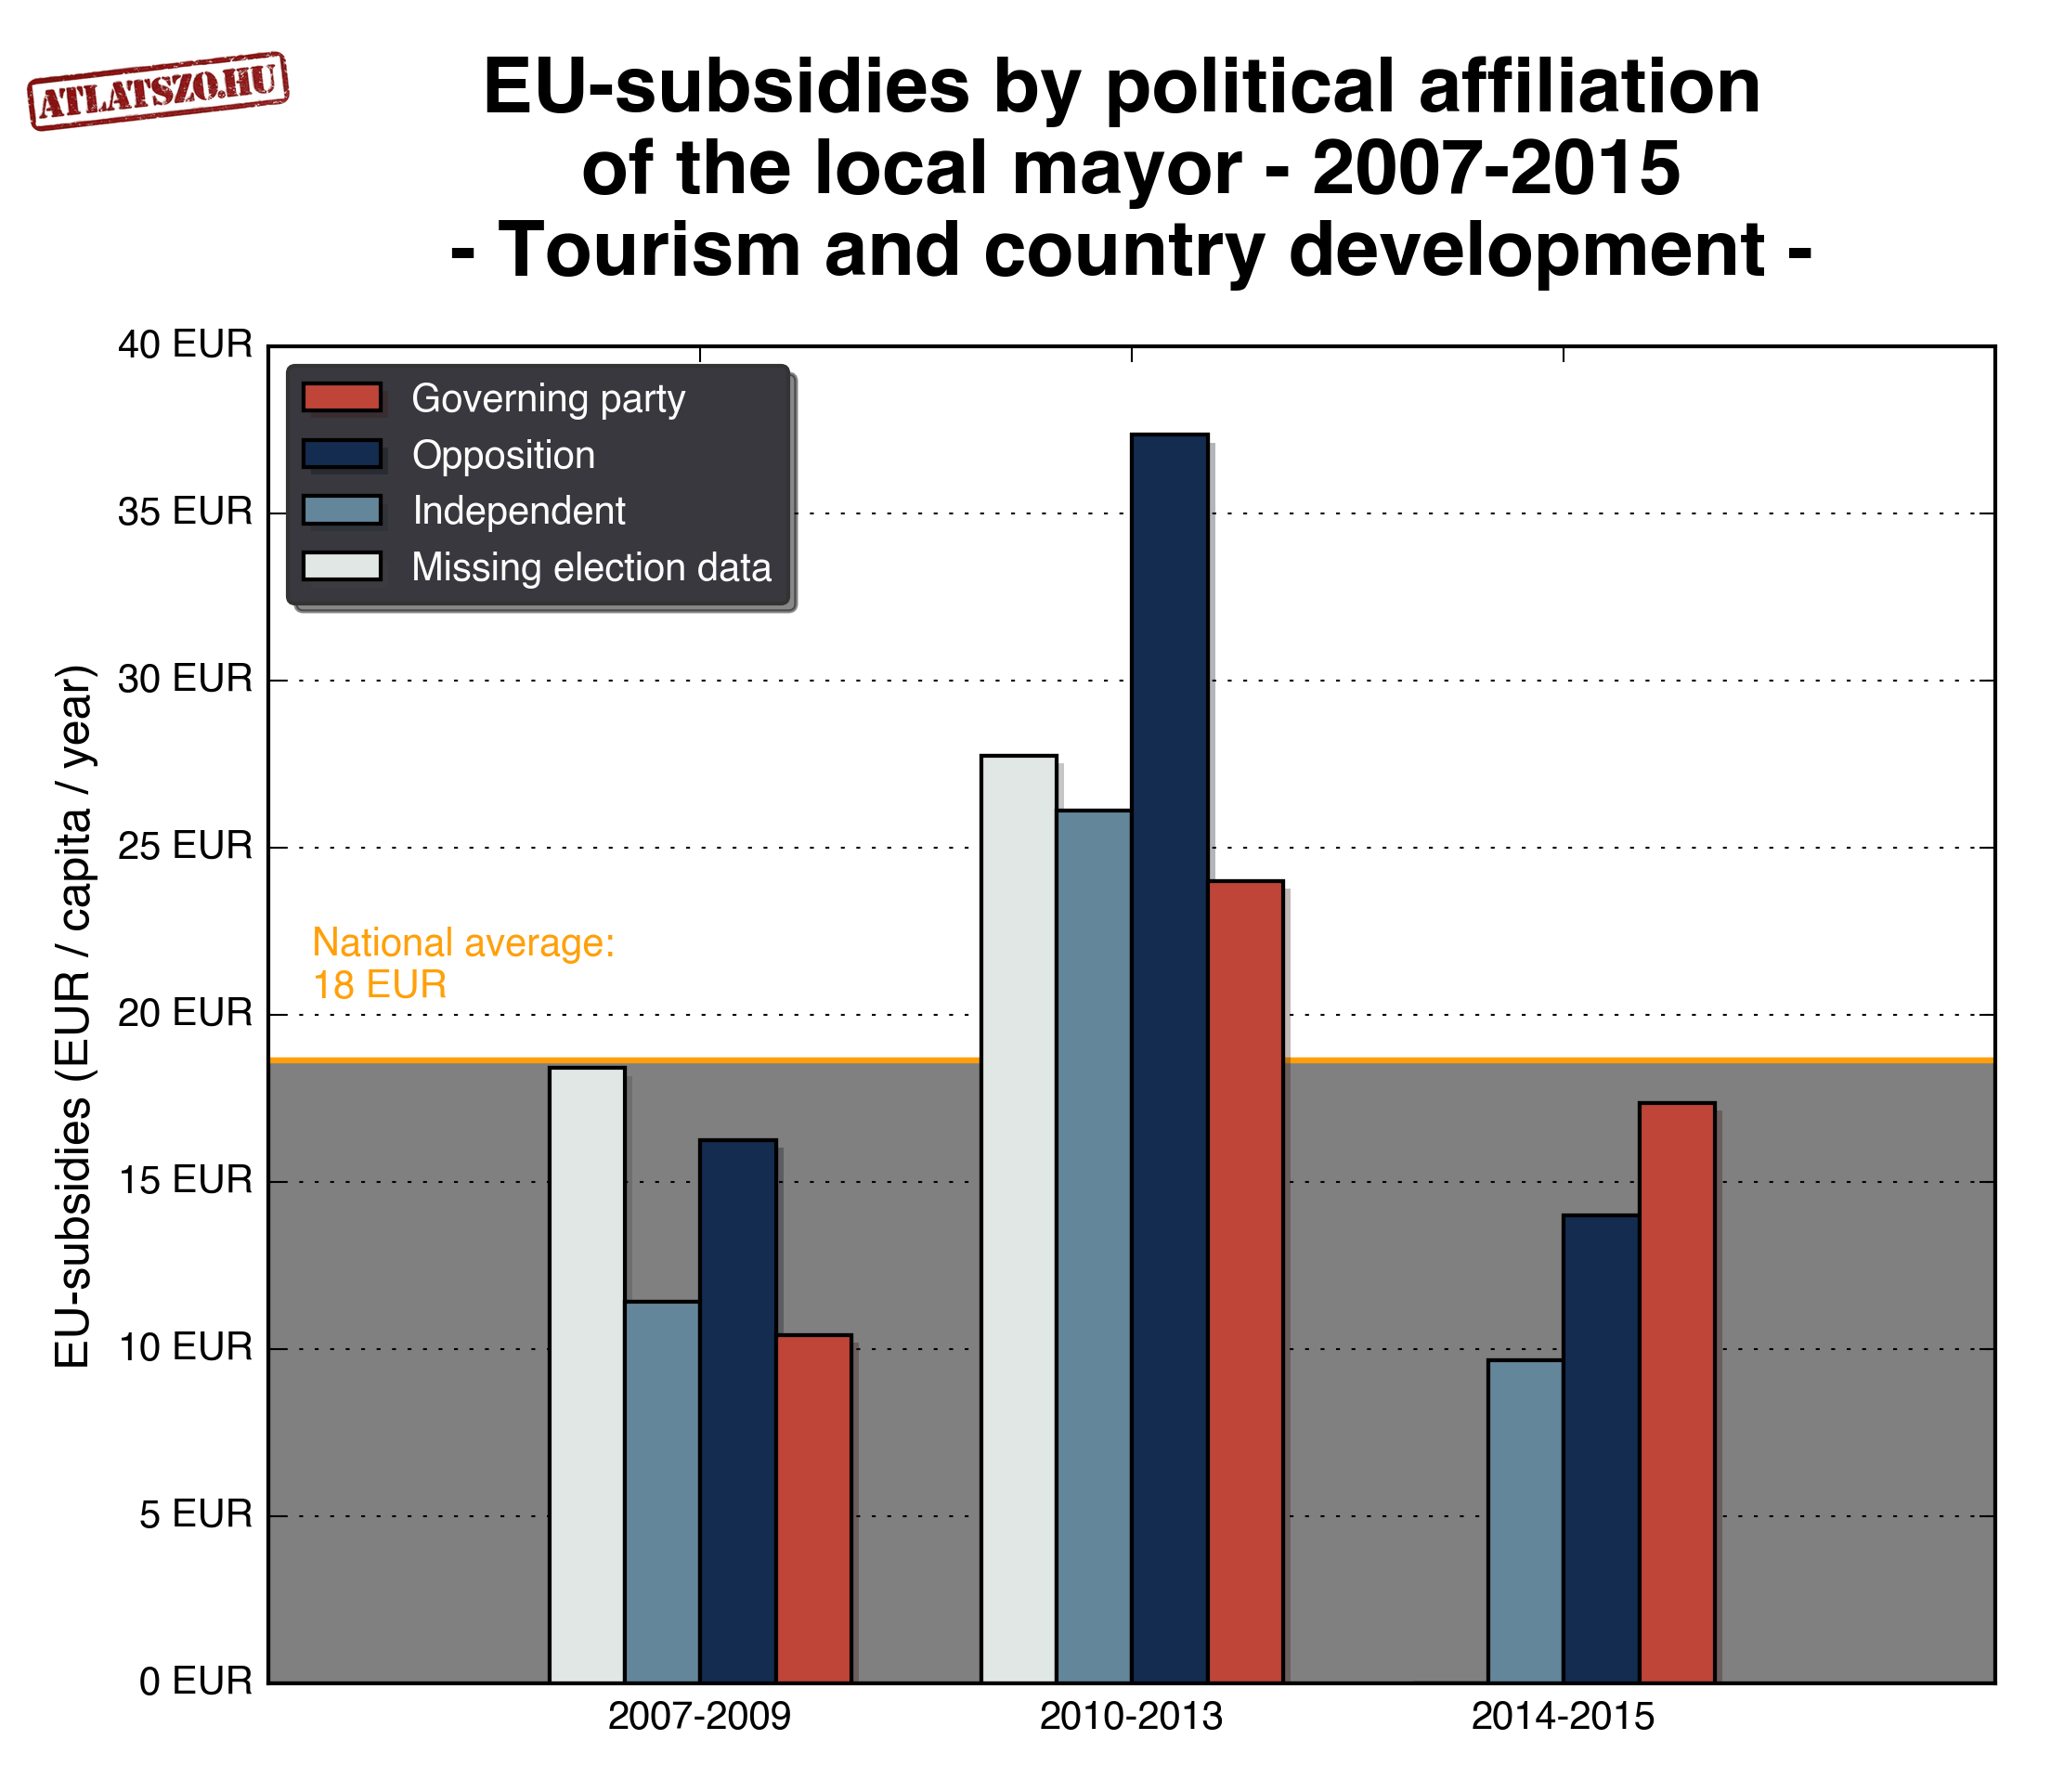 ATLATSZO.HU
EU-subsidies by political affiliation
of the local mayor - 2007-2015
- Tourism and country development -
EU-subsidies (EUR / capita / year)
40 EUR
35 EUR
30 EUR
25 EUR
20 EUR
15 EUR
10 EUR
5 EUR
0 EUR
Governing party
Opposition
Independent
Missing election data
National average:
18 EUR
2007-2009
2010-2013
2014-2015